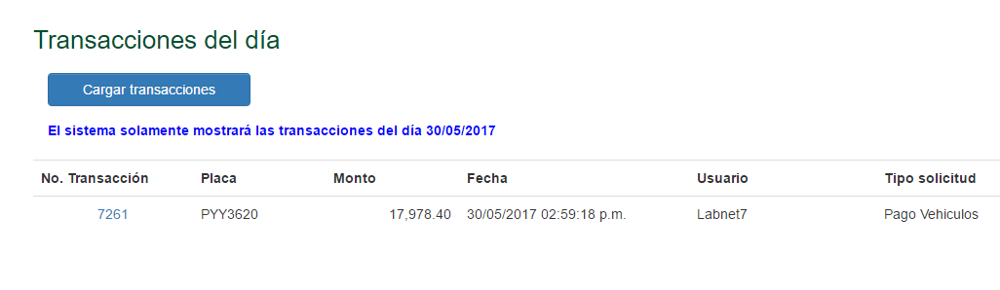 Transacciones del día
Cargar transacciones
El sistema solamente mostrará las transacciones del día 30/05/2017
No. Transacción Placa Monto Fecha Usuario Tipo solicitud
7261 PYY3620 17,978.40 30/05/2017 02:59:18 p.m. Labnet7 Pago Vehiculos